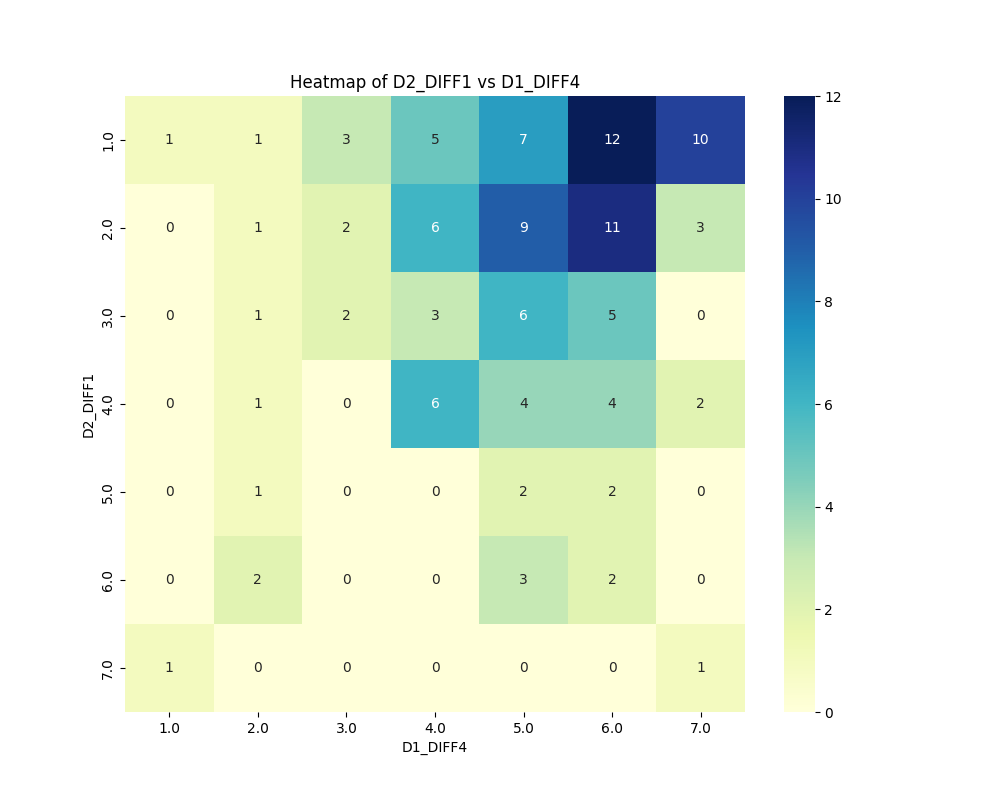 Heatmap of D2_DIFF1 vs D1_DIFF4
1.0 1 1 3 5 7 12 10
2.0 0 1 2 6 9 11 3
3.0 0 1 2 3 6 5 0
4.0 0 1 0 6 4 4 2
5.0 0 1 0 0 2 2 0
6.0 0 2 0 0 3 2 0
7.0 1 0 0 0 0 0 1
1.0 2.0 3.0 4.0 5.0 6.0 7.0
D1_DIFF4
D2_DIFF1
12
10
8
6
4
2
0